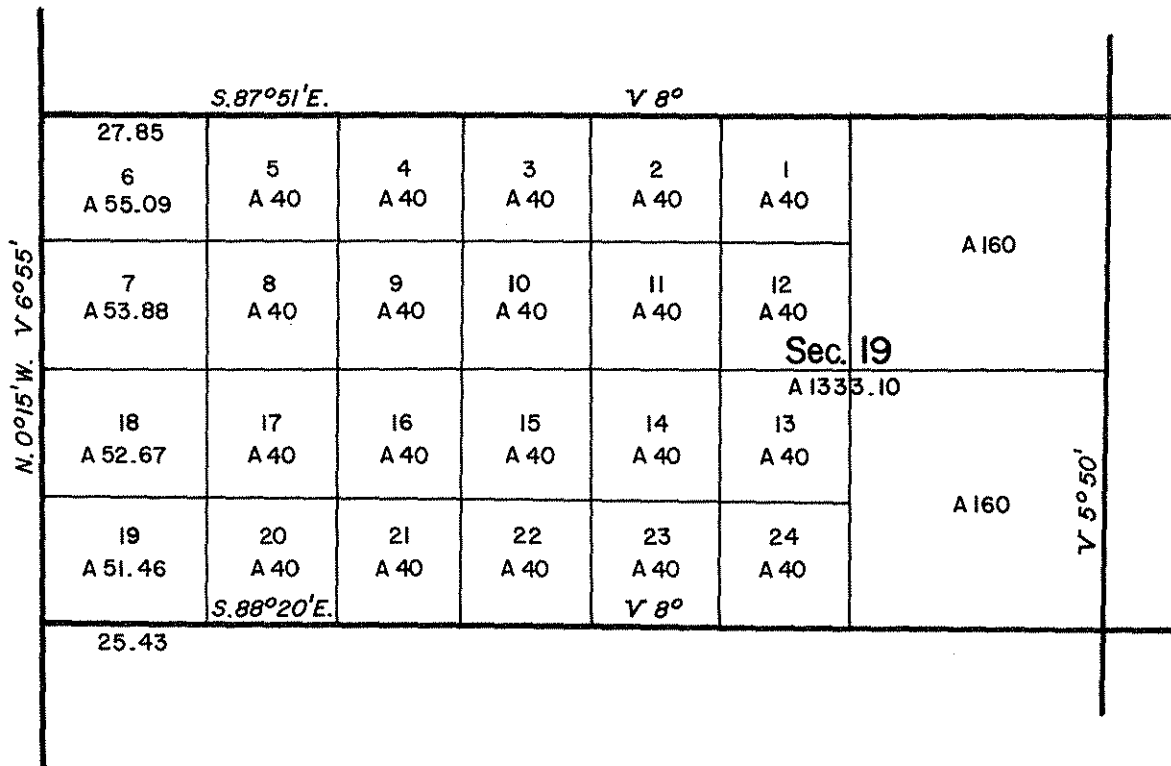 S.87°51'E. V 8°
27.85
6 5 4 3 2 1
A 55.09 A 40 A 40 A 40 A 40 A 40
A 160
N.0°15'W. V 6°55'
7 8 9 10 11 12
A 53.88 A 40 A 40 A 40 A 40 A 40
Sec. 19
A 1333.10
18 17 16 15 14 13
A 52.67 A 40 A 40 A 40 A 40 A 40
A 160
V 5°50'
19 20 21 22 23 24
A 51.46 A 40 A 40 A 40 A 40 A 40
S.88°20'E. V 8°
25.43